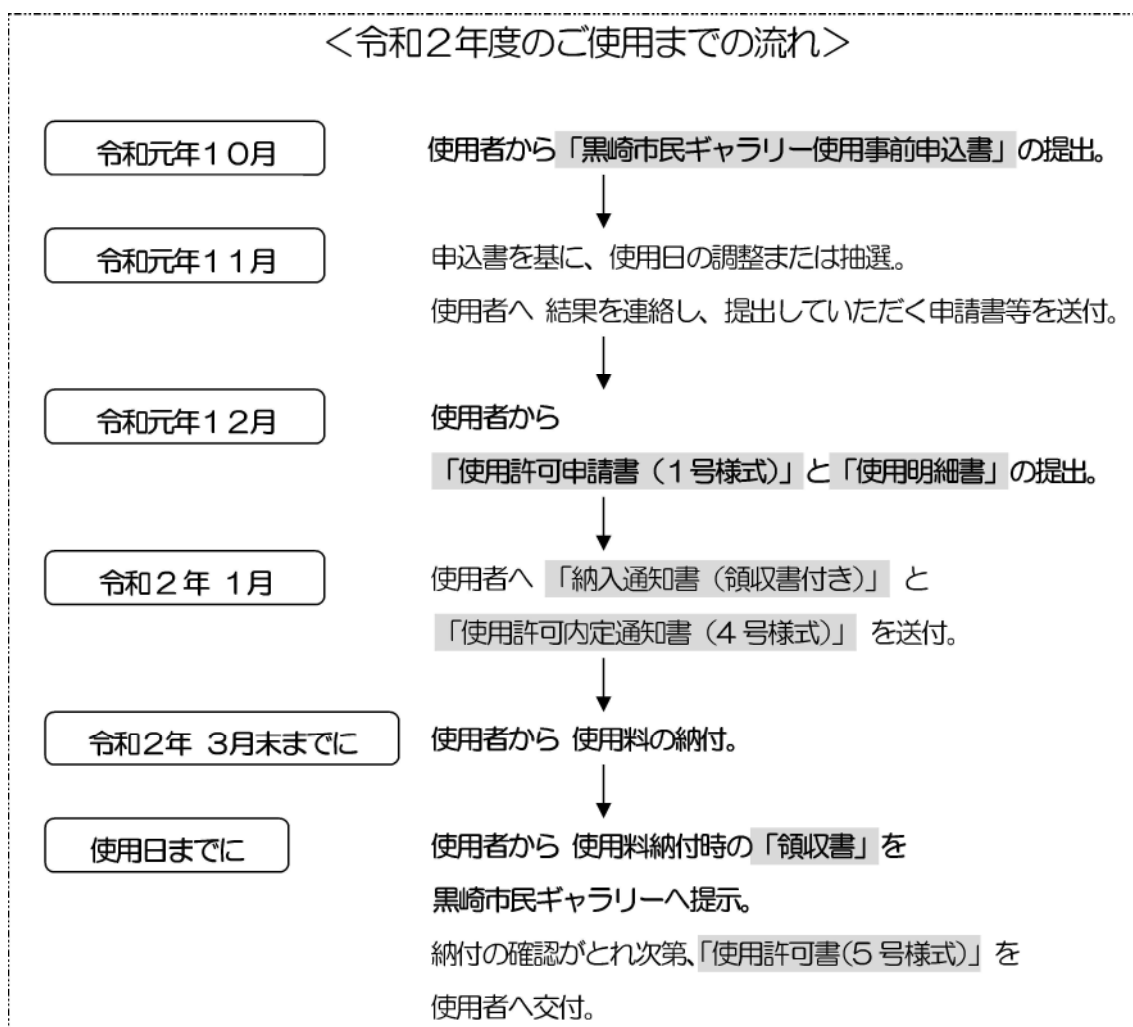 ＜令和２年度のご使用までの流れ＞
令和元年１０月
使用者から「黒崎市民ギャラリー使用事前申込書」の提出。
令和元年１１月
申込書を基に、使用日の調整または抽選。
使用者へ 結果を連絡し、提出していただく申請書等を送付。
令和元年１２月
使用者から
「使用許可申請書（１号様式）」と「使用明細書」の提出。
令和２年 １月
使用者へ 「納入通知書（領収書付き）」 と
「使用許可内定通知書（４号様式）」 を送付。
令和２年 ３月末までに
使用者から 使用料の納付。
使用日までに
使用者から 使用料納付時の「領収書」を
黒崎市民ギャラリーへ提示。
納付の確認がとれ次第、「使用許可書(５号様式)」を
使用者へ交付。